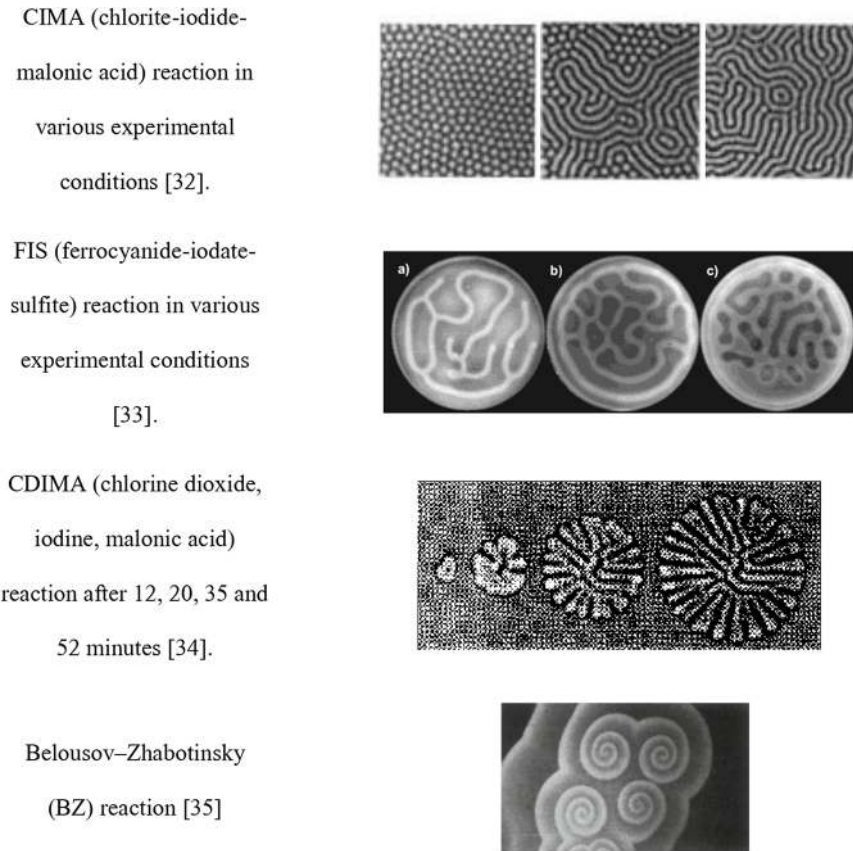 CIMA (chlorite-iodide-
malonic acid) reaction in
various experimental
conditions [32].
FIS (ferrocyanide-iodate-
sulfite) reaction in various
experimental conditions
[33].
a)
b)
c)
CDIMA (chlorine dioxide,
iodine, malonic acid)
reaction after 12, 20, 35 and
52 minutes [34].
Belousov–Zhabotinsky
(BZ) reaction [35]